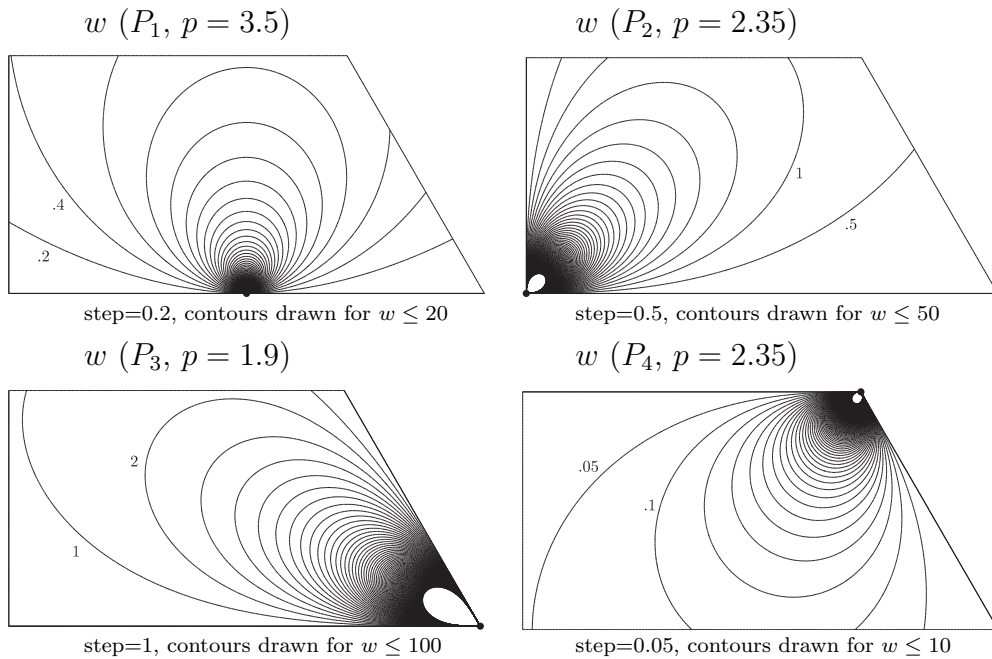 w (P₁, p = 3.5)
w (P₂, p = 2.35)
.4
.2
1
.5
step=0.2, contours drawn for w ≤ 20
step=0.5, contours drawn for w ≤ 50
w (P₃, p = 1.9)
w (P₄, p = 2.35)
2
1
.05
.1
step=1, contours drawn for w ≤ 100
step=0.05, contours drawn for w ≤ 10